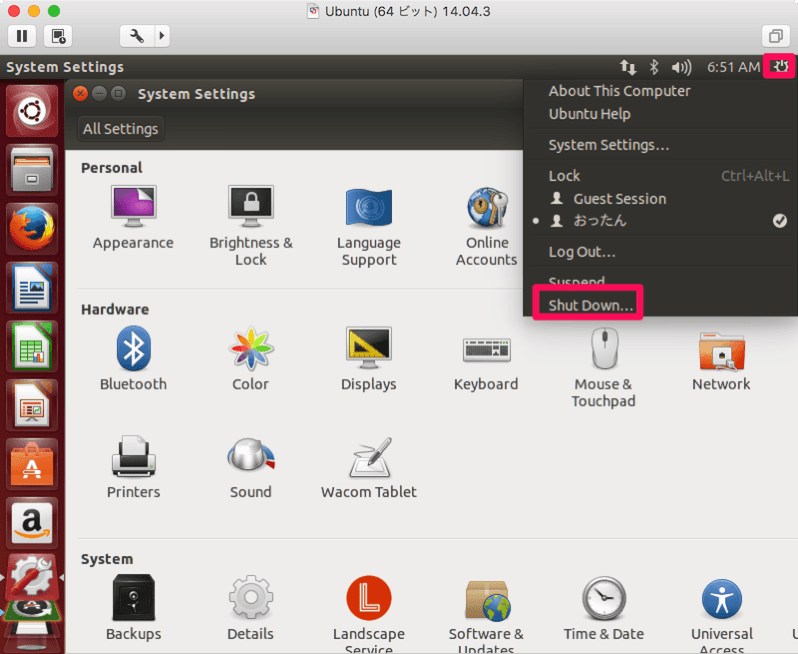 Ubuntu (64 ビット) 14.04.3
System Settings
6:51 AM
System Settings
All Settings
About This Computer
Ubuntu Help
System Settings...
Lock Ctrl+Alt+L
Guest Session
おったん
Log Out...
Suspend
Shut Down...
Personal
Appearance
Brightness &
Lock
Language
Support
Online
Accounts
Hardware
Bluetooth
Color
Displays
Keyboard
Mouse &
Touchpad
Network
Printers
Sound
Wacom Tablet
System
Backups
Details
Landscape
Service
Software &
Updates
Time & Date
Universal
Access